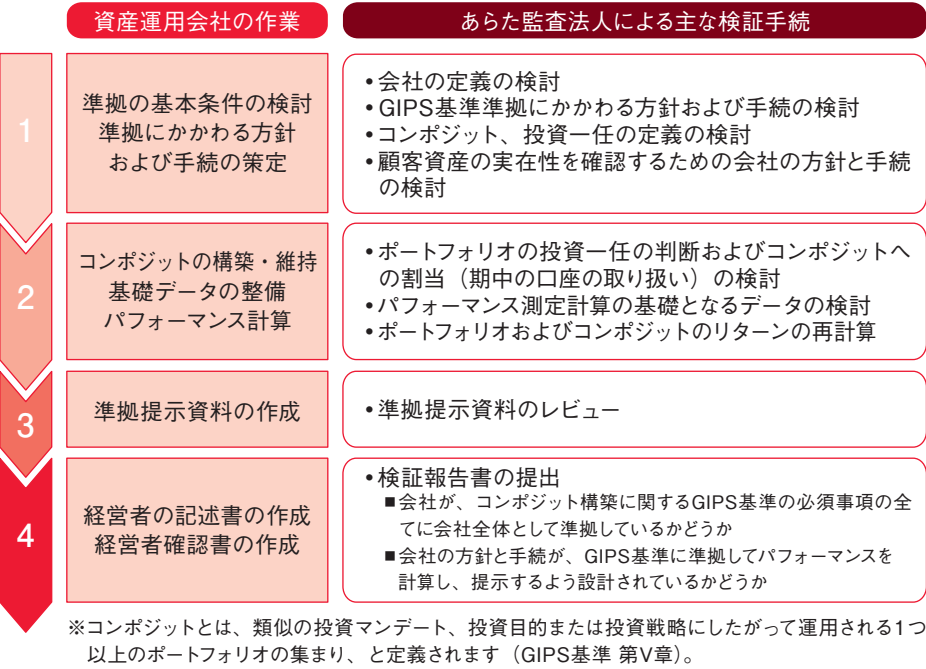 資産運用会社の作業
あらた監査法人による主な検証手続
1
準拠の基本条件の検討
準拠にかかわる方針
および手続の策定
•会社の定義の検討
•GIPS基準準拠にかかわる方針および手続の検討
•コンポジット、投資一任の定義の検討
•顧客資産の実在性を確認するための会社の方針と手続
の検討
2
コンポジットの構築・維持
基礎データの整備
パフォーマンス計算
•ポートフォリオの投資一任の判断およびコンポジットへ
の割当（期中の口座の取り扱い）の検討
•パフォーマンス測定計算の基礎となるデータの検討
•ポートフォリオおよびコンポジットのリターンの再計算
3
準拠提示資料の作成
•準拠提示資料のレビュー
4
経営者の記述書の作成
経営者確認書の作成
•検証報告書の提出
■会社が、コンポジット構築に関するGIPS基準の必須事項の全
てに会社全体として準拠しているかどうか
■会社の方針と手続が、GIPS基準に準拠してパフォーマンスを
計算し、提示するよう設計されているかどうか
※コンポジットとは、類似の投資マンデート、投資目的または投資戦略にしたがって運用される1つ
以上のポートフォリオの集まり、と定義されます（GIPS基準 第V章）。